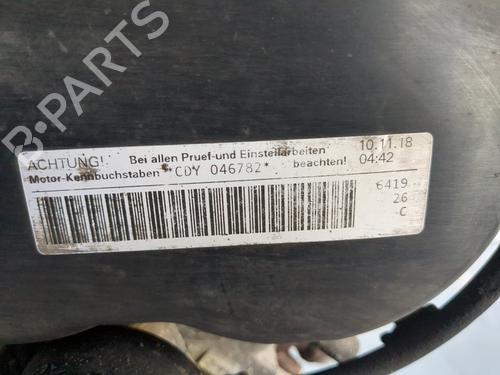 B-PARTS
ACHTUNG! Bei allen Pruef-und Einstellarbeiten 10.11.18
Motor-Kennbuchstaben *CDY 046782* beachten! 04:42
6419
26
C